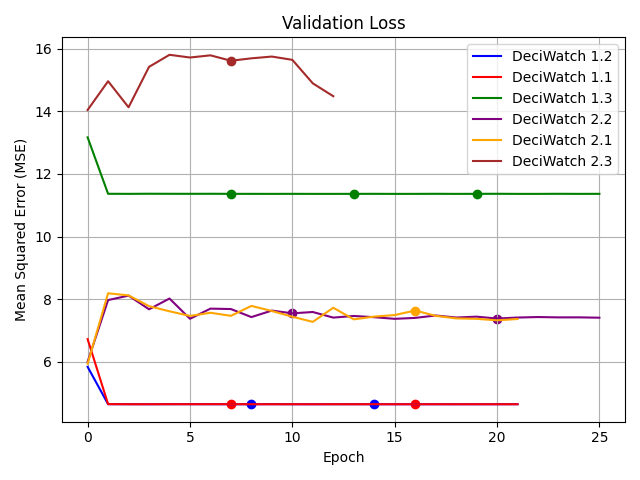 Validation Loss
16
14
12
10
8
6
Mean Squared Error (MSE)
DeciWatch 1.2
DeciWatch 1.1
DeciWatch 1.3
DeciWatch 2.2
DeciWatch 2.1
DeciWatch 2.3
0 5 10 15 20 25
Epoch